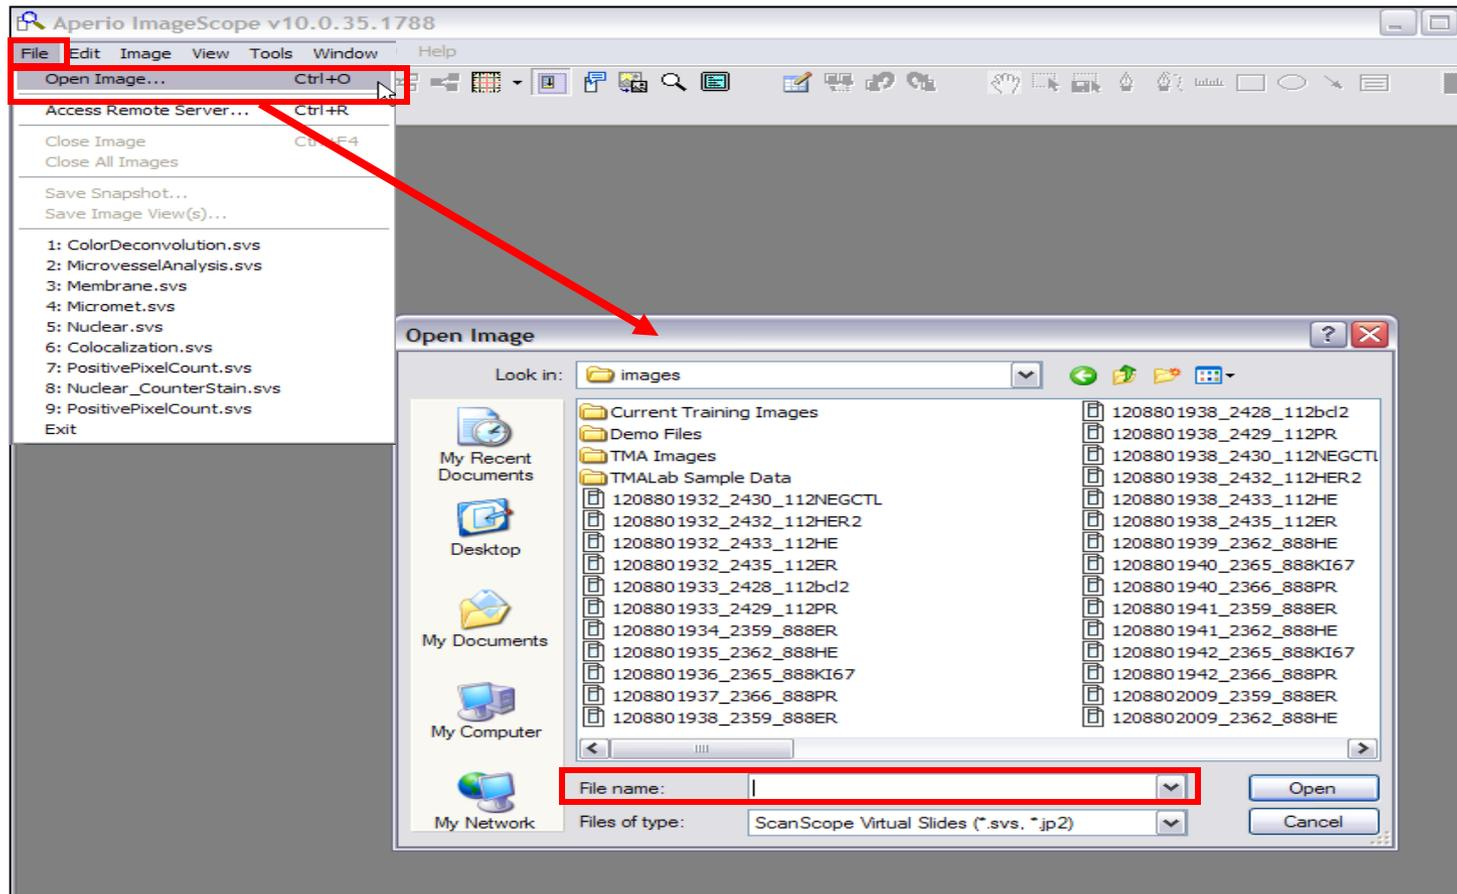 Aperio ImageScope v10.0.35.1788
File Edit Image View Tools Window Help
Open Image... Ctrl+O
Access Remote Server... Ctrl+R
Close Image Ctrl+F4
Close All Images
Save Snapshot...
Save Image View(s)...
1: ColorDeconvolution.svs
2: MicrovesselAnalysis.svs
3: Membrane.svs
4: Micromet.svs
5: Nuclear.svs
6: Colocalization.svs
7: PositivePixelCount.svs
8: Nuclear_CounterStain.svs
9: PositivePixelCount.svs
Exit
Open Image
Look in: images
My Recent
Documents
Desktop
My Documents
My Computer
My Network
Current Training Images
Demo Files
TMA Images
TMALab Sample Data
1208801932_2430_112NEGCTL
1208801932_2432_112HER2
1208801932_2433_112HE
1208801932_2435_112ER
1208801933_2428_112bcl2
1208801933_2429_112PR
1208801934_2359_888ER
1208801935_2362_888HE
1208801936_2365_888KI67
1208801937_2366_888PR
1208801938_2359_888ER
1208801938_2428_112bcl2
1208801938_2429_112PR
1208801938_2430_112NEGCTL
1208801938_2432_112HER2
1208801938_2433_112HE
1208801938_2435_112ER
1208801939_2362_888HE
1208801940_2365_888KI67
1208801940_2366_888PR
1208801941_2359_888ER
1208801941_2362_888HE
1208801942_2365_888KI67
1208801942_2366_888PR
1208802009_2359_888ER
1208802009_2362_888HE
File name: Open
Files of type: ScanScope Virtual Slides (*.svs, *.jp2) Cancel